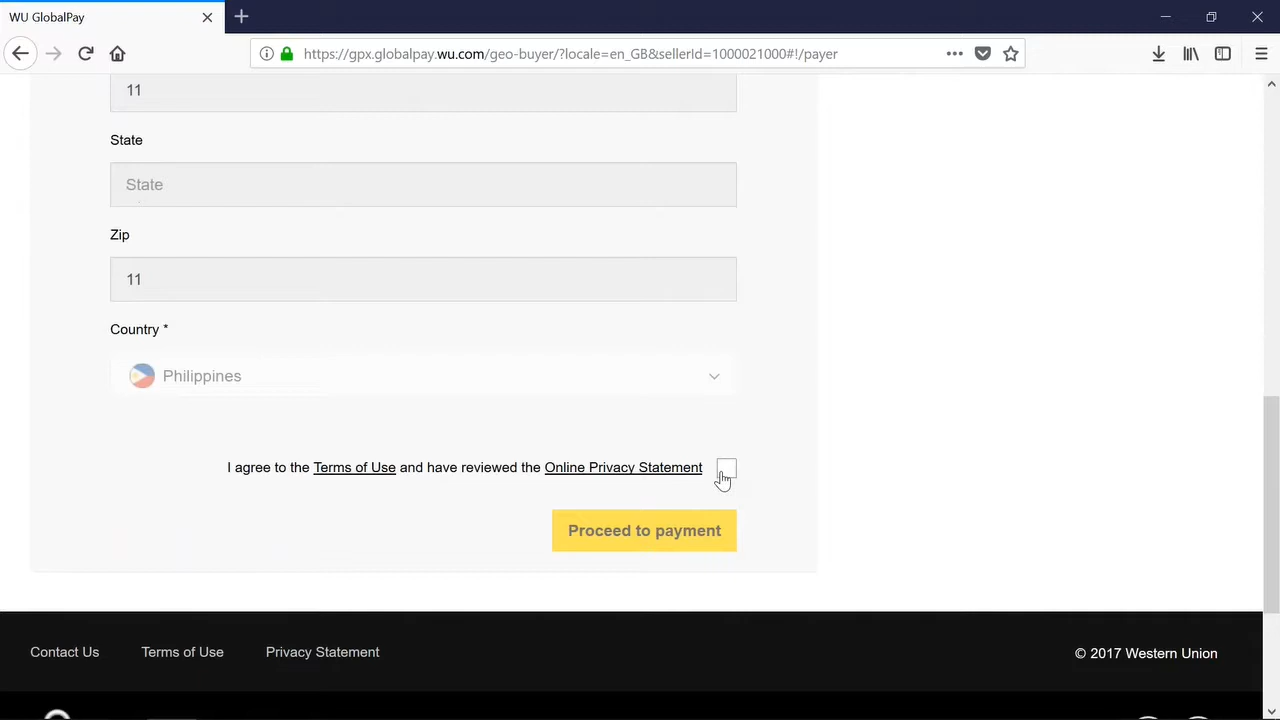 WU GlobalPay
https://gpx.globalpay.wu.com/geo-buyer/?locale=en_GB&sellerId=1000021000#!/payer
11
State
State
Zip
11
Country *
Philippines
I agree to the Terms of Use and have reviewed the Online Privacy Statement
Proceed to payment
Contact Us Terms of Use Privacy Statement © 2017 Western Union